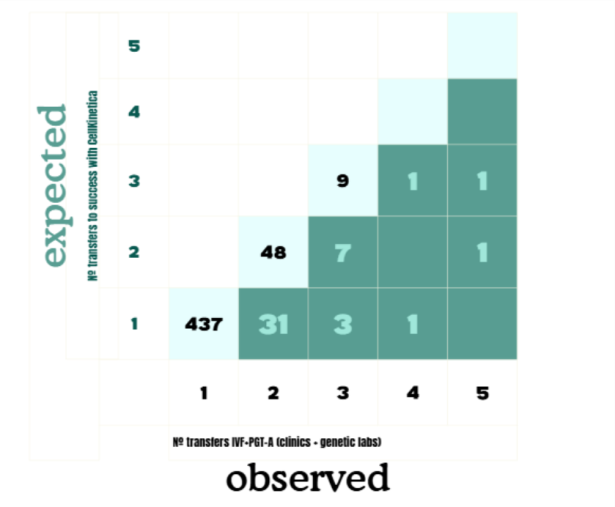 expected
Nº transfers to success with CellKinetica
5
4
3 9 1 1
2 48 7 1
1 437 31 3 1
1 2 3 4 5
Nº transfers IVF+PGT-A (clinics + genetic labs)
observed